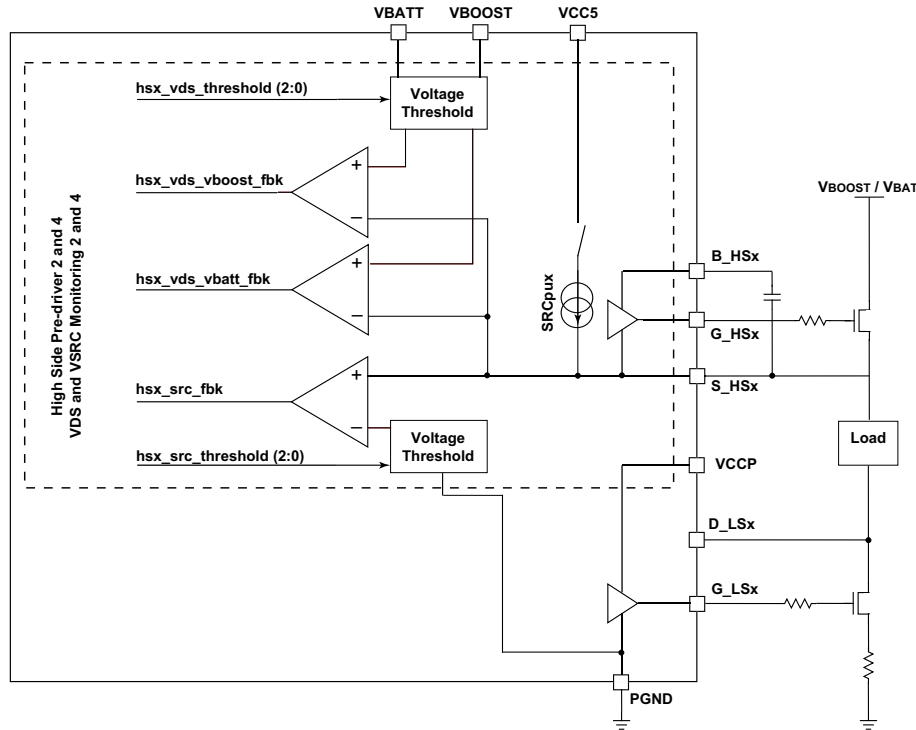 VBATT
VBOOST
VCC5
hsx_vds_threshold (2:0)
Voltage
Threshold
hsx_vds_vboost_fbk
+
–
hsx_vds_vbatt_fbk
+
–
hsx_src_fbk
+
–
hsx_src_threshold (2:0)
Voltage
Threshold
High Side Pre-driver 2 and 4
VDS and VSRC Monitoring 2 and 4
SRCpux
VBOOST / VBAT
B_HSx
G_HSx
S_HSx
Load
VCCP
D_LSx
G_LSx
PGND